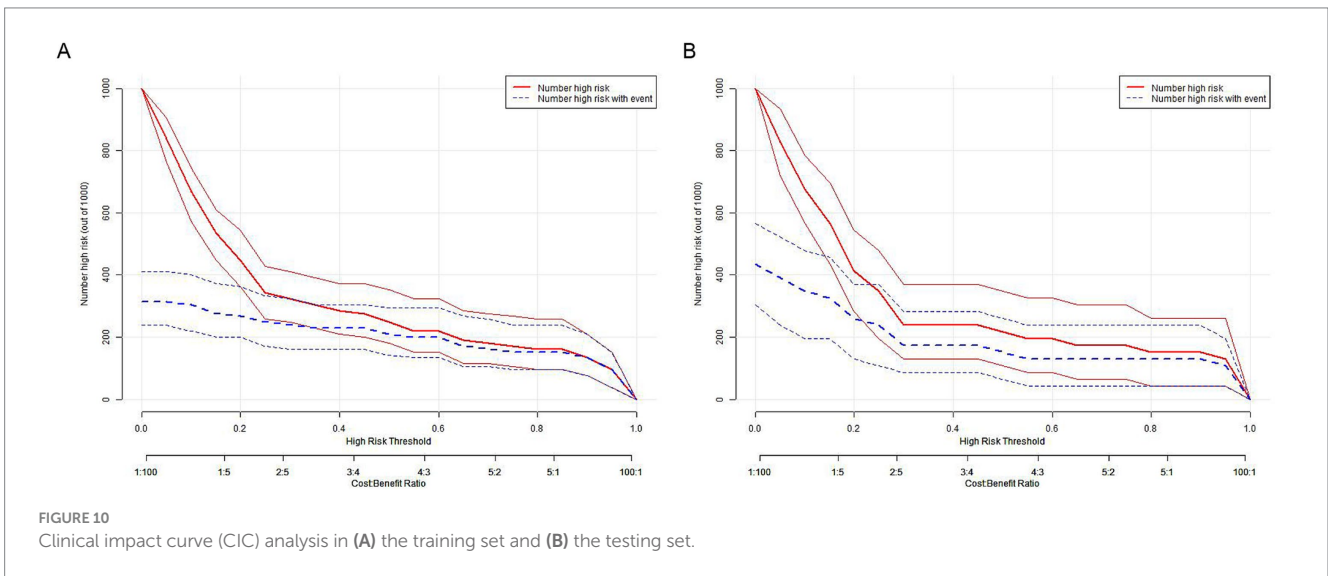 A
Number high risk
Number high risk with event
Number high risk (out of 1000)
1000
800
600
400
200
0
0.0 0.2 0.4 0.6 0.8 1.0
High Risk Threshold
1:100 1:5 2:5 3:4 4:3 5:2 5:1 100:1
Cost:Benefit Ratio
B
Number high risk
Number high risk with event
Number high risk (out of 1000)
1000
800
600
400
200
0
0.0 0.2 0.4 0.6 0.8 1.0
High Risk Threshold
1:100 1:5 2:5 3:4 4:3 5:2 5:1 100:1
Cost:Benefit Ratio
FIGURE 10
Clinical impact curve (CIC) analysis in (A) the training set and (B) the testing set.